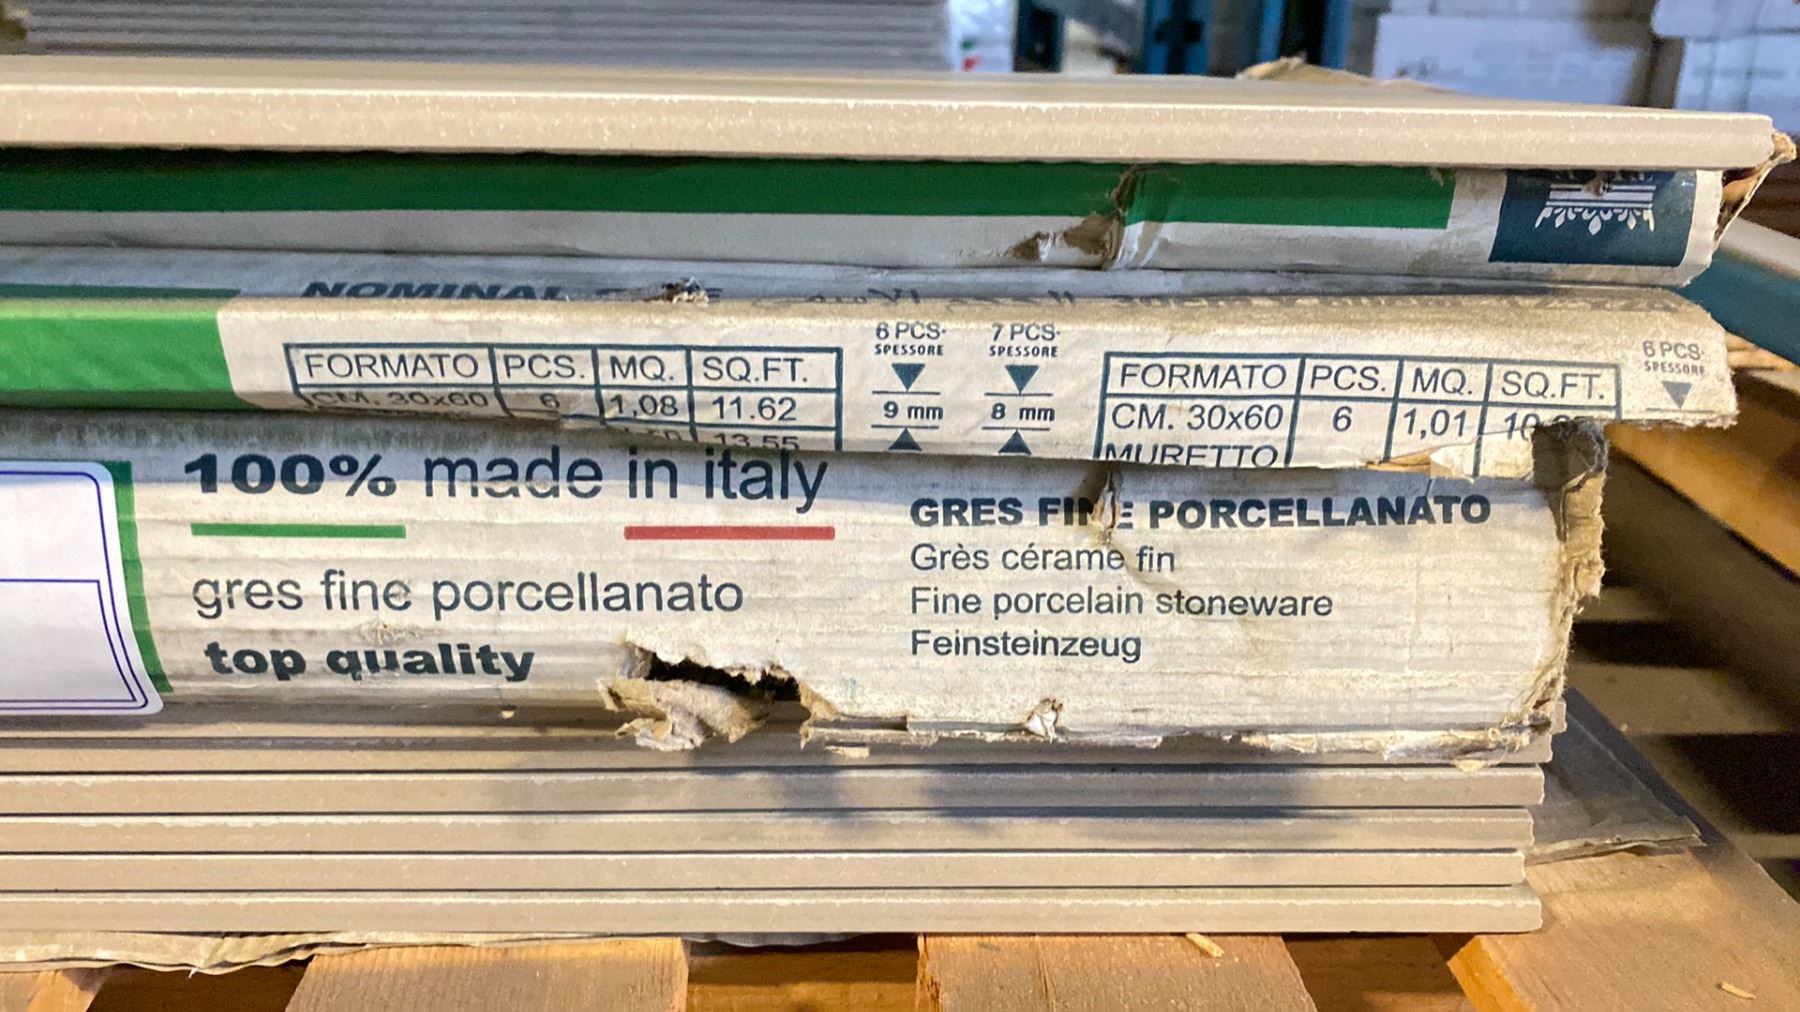 NOMINAL
6 PCS.
SPESSORE
9 mm
7 PCS.
SPESSORE
8 mm
6 PCS.
SPESSORE
FORMATO PCS. MQ. SQ.FT.
CM. 30x60 6 1,08 11.62
13.55
FORMATO PCS. MQ. SQ.FT.
CM. 30x60 6 1,01
MURETTO
100% made in italy
gres fine porcellanato
top quality
GRES FINE PORCELLANATO
Grès cérame fin
Fine porcelain stoneware
Feinsteinzeug